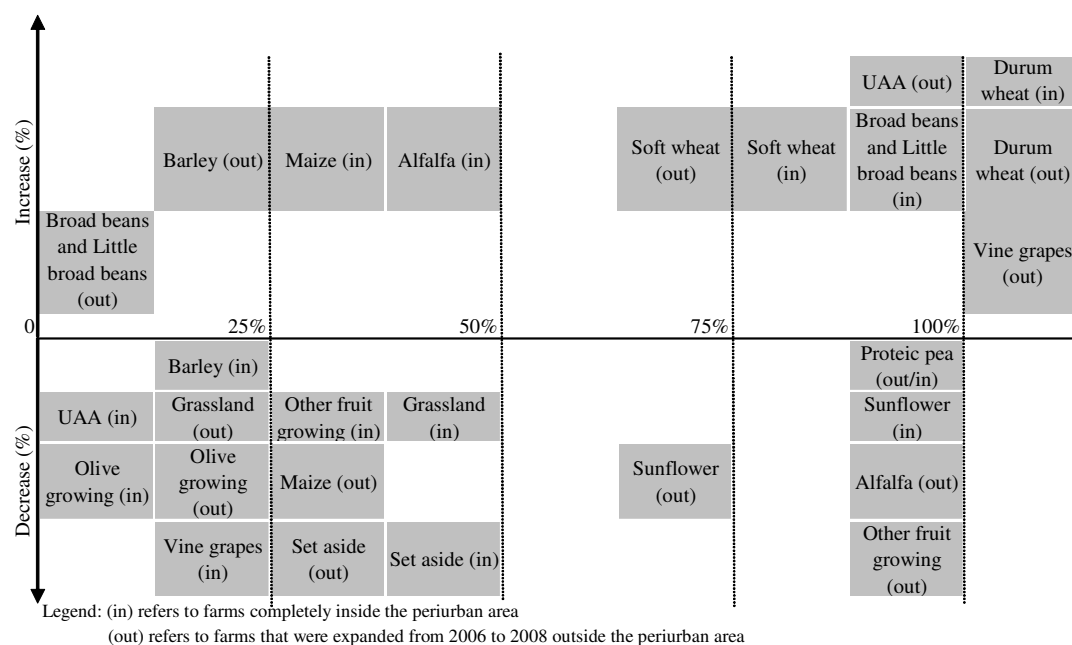 Increase (%)
UAA (out)
Durum
wheat (in)
Barley (out)
Maize (in)
Alfalfa (in)
Soft wheat
(out)
Soft wheat
(in)
Broad beans
and Little
broad beans
(in)
Durum
wheat (out)
Broad beans
and Little
broad beans
(out)
Vine grapes
(out)
0
25%
50%
75%
100%
Decrease (%)
Barley (in)
Proteic pea
(out/in)
UAA (in)
Grassland
(out)
Other fruit
growing (in)
Grassland
(in)
Sunflower
(in)
Olive
growing (in)
Olive
growing
(out)
Maize (out)
Sunflower
(out)
Alfalfa (out)
Vine grapes
(in)
Set aside
(out)
Set aside (in)
Other fruit
growing
(out)
Legend: (in) refers to farms completely inside the periurban area
(out) refers to farms that were expanded from 2006 to 2008 outside the periurban area